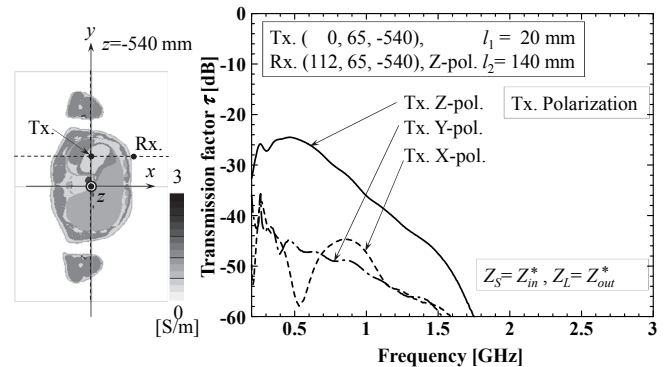 y
z=-540 mm
Tx.
Rx.
x
z
3
0
[S/m]
Transmission factor τ [dB]
0
-10
-20
-30
-40
-50
-60
Tx. ( 0, 65, -540), l1 = 20 mm
Rx. (112, 65, -540), Z-pol. l2= 140 mm
Tx. Z-pol.
Tx. Y-pol.
Tx. X-pol.
Tx. Polarization
ZS= Z*in , ZL= Z*out
0.5 1 1.5 2 2.5 3
Frequency [GHz]